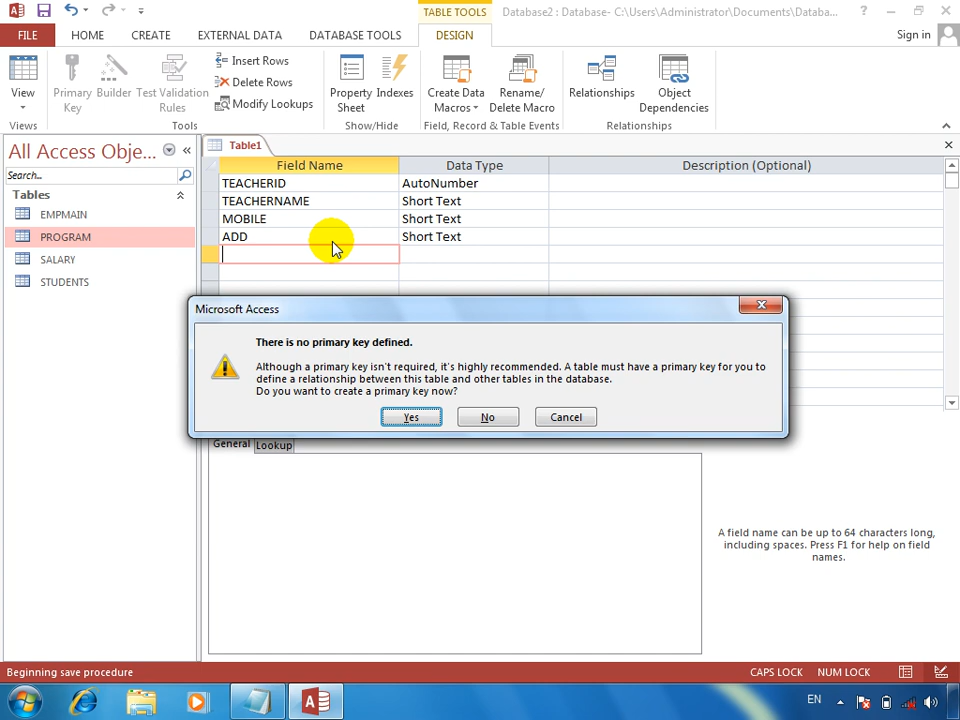 TABLE TOOLS
Database2 : Database- C:\Users\Administrator\Documents\Databa...
FILE
HOME
CREATE
EXTERNAL DATA
DATABASE TOOLS
DESIGN
Sign in
View
Primary Key
Builder
Test Validation Rules
Insert Rows
Delete Rows
Modify Lookups
Property Sheet
Indexes
Create Data Macros
Rename/ Delete Macro
Relationships
Object Dependencies
Views
Tools
Show/Hide
Field, Record & Table Events
Relationships
All Access Obje...
Search...
Tables
EMPMAIN
PROGRAM
SALARY
STUDENTS
Table1
Field Name Data Type Description (Optional)
TEACHERID AutoNumber
TEACHERNAME Short Text
MOBILE Short Text
ADD Short Text
Microsoft Access
There is no primary key defined.
Although a primary key isn't required, it's highly recommended. A table must have a primary key for you to
define a relationship between this table and other tables in the database.
Do you want to create a primary key now?
Yes No Cancel
General Lookup
A field name can be up to 64 characters long,
including spaces. Press F1 for help on field
names.
Beginning save procedure
CAPS LOCK NUM LOCK
EN